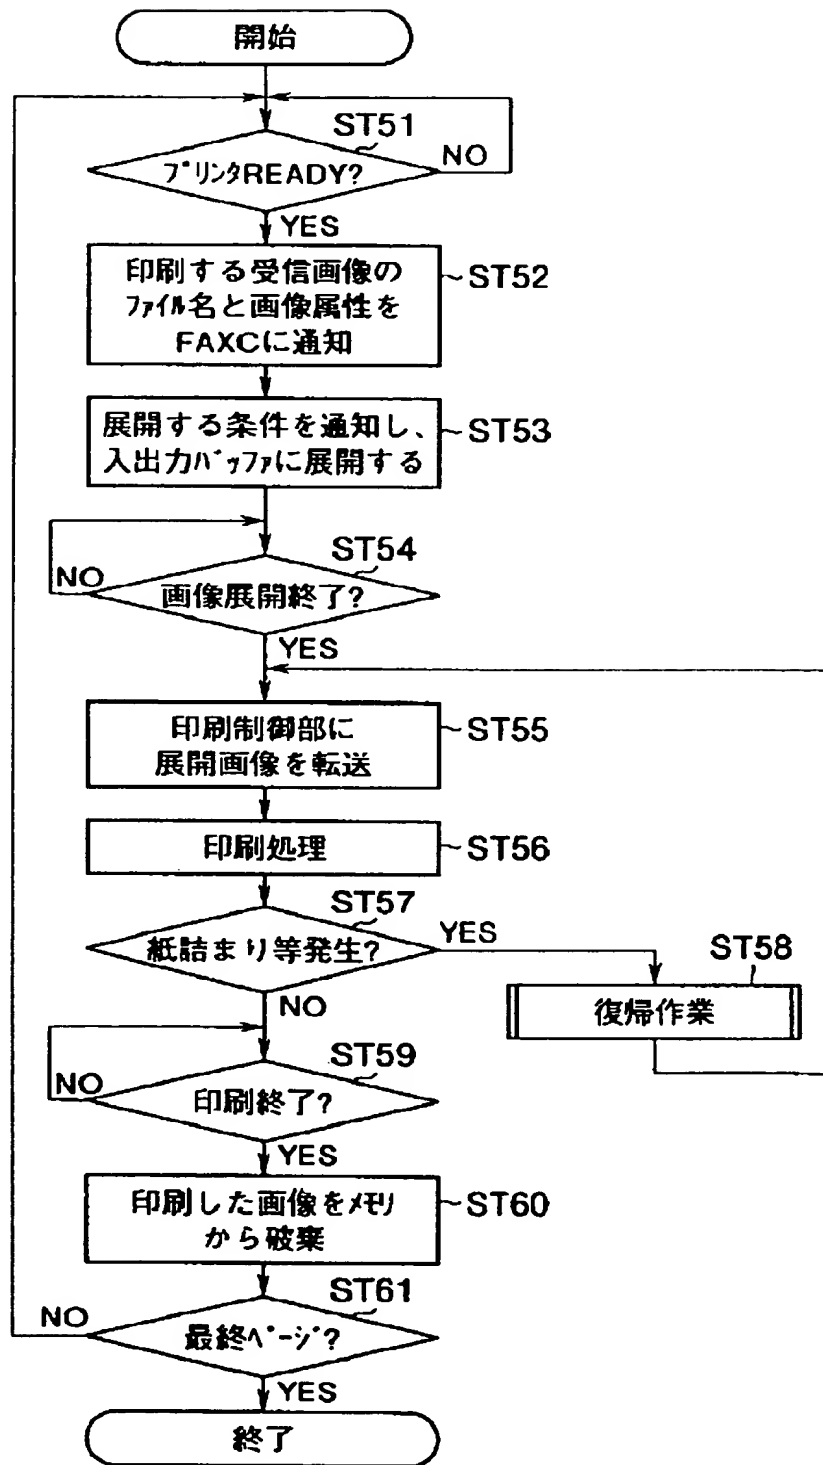 開始
ST51
プリンタREADY?
NO
YES
印刷する受信画像の
ファイル名と画像属性を
FAXCに通知
~ST52
展開する条件を通知し、
入出力バッファに展開する
~ST53
ST54
NO
画像展開終了?
YES
印刷制御部に
展開画像を転送
~ST55
印刷処理
~ST56
ST57
紙詰まり等発生?
YES
ST58
復帰作業
NO
ST59
NO
印刷終了?
YES
印刷した画像をメモリ
から破棄
~ST60
ST61
NO
最終ページ?
YES
終了